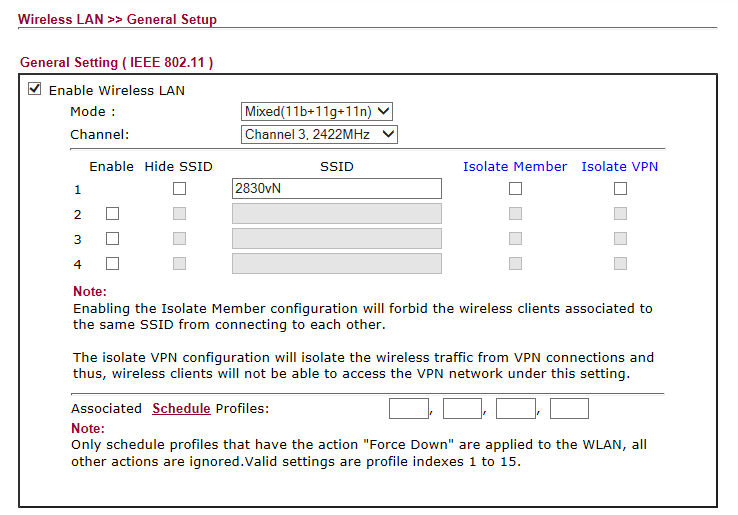 Wireless LAN >> General Setup
General Setting ( IEEE 802.11 )
Enable Wireless LAN
Mode : Mixed(11b+11g+11n)
Channel: Channel 3, 2422MHz
Enable Hide SSID SSID Isolate Member Isolate VPN
1 2830vN
2
3
4
Note:
Enabling the Isolate Member configuration will forbid the wireless clients associated to
the same SSID from connecting to each other.
The isolate VPN configuration will isolate the wireless traffic from VPN connections and
thus, wireless clients will not be able to access the VPN network under this setting.
Associated Schedule Profiles: , , ,
Note:
Only schedule profiles that have the action "Force Down" are applied to the WLAN, all
other actions are ignored.Valid settings are profile indexes 1 to 15.